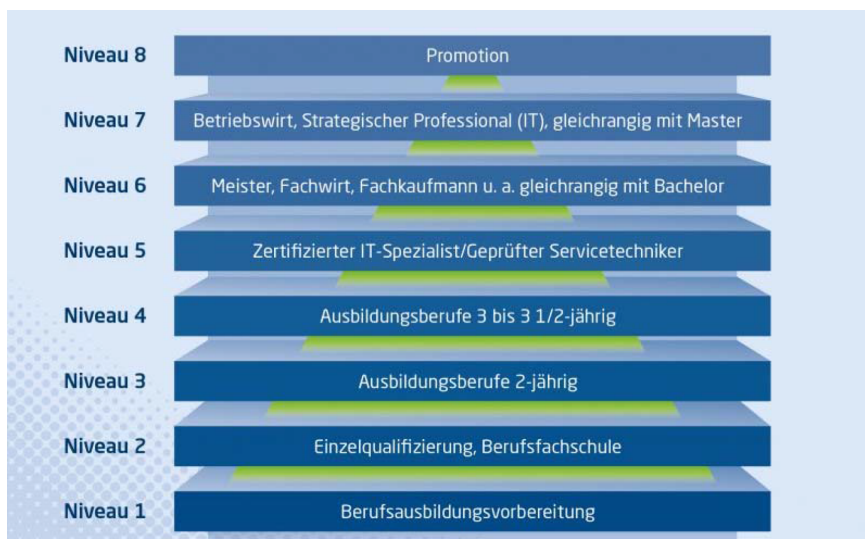 Niveau 8 Promotion
Niveau 7 Betriebswirt, Strategischer Professional (IT), gleichrangig mit Master
Niveau 6 Meister, Fachwirt, Fachkaufmann u. a. gleichrangig mit Bachelor
Niveau 5 Zertifizierter IT-Spezialist/Geprüfter Servicetechniker
Niveau 4 Ausbildungsberufe 3 bis 3 1/2-jährig
Niveau 3 Ausbildungsberufe 2-jährig
Niveau 2 Einzelqualifizierung, Berufsfachschule
Niveau 1 Berufsausbildungsvorbereitung